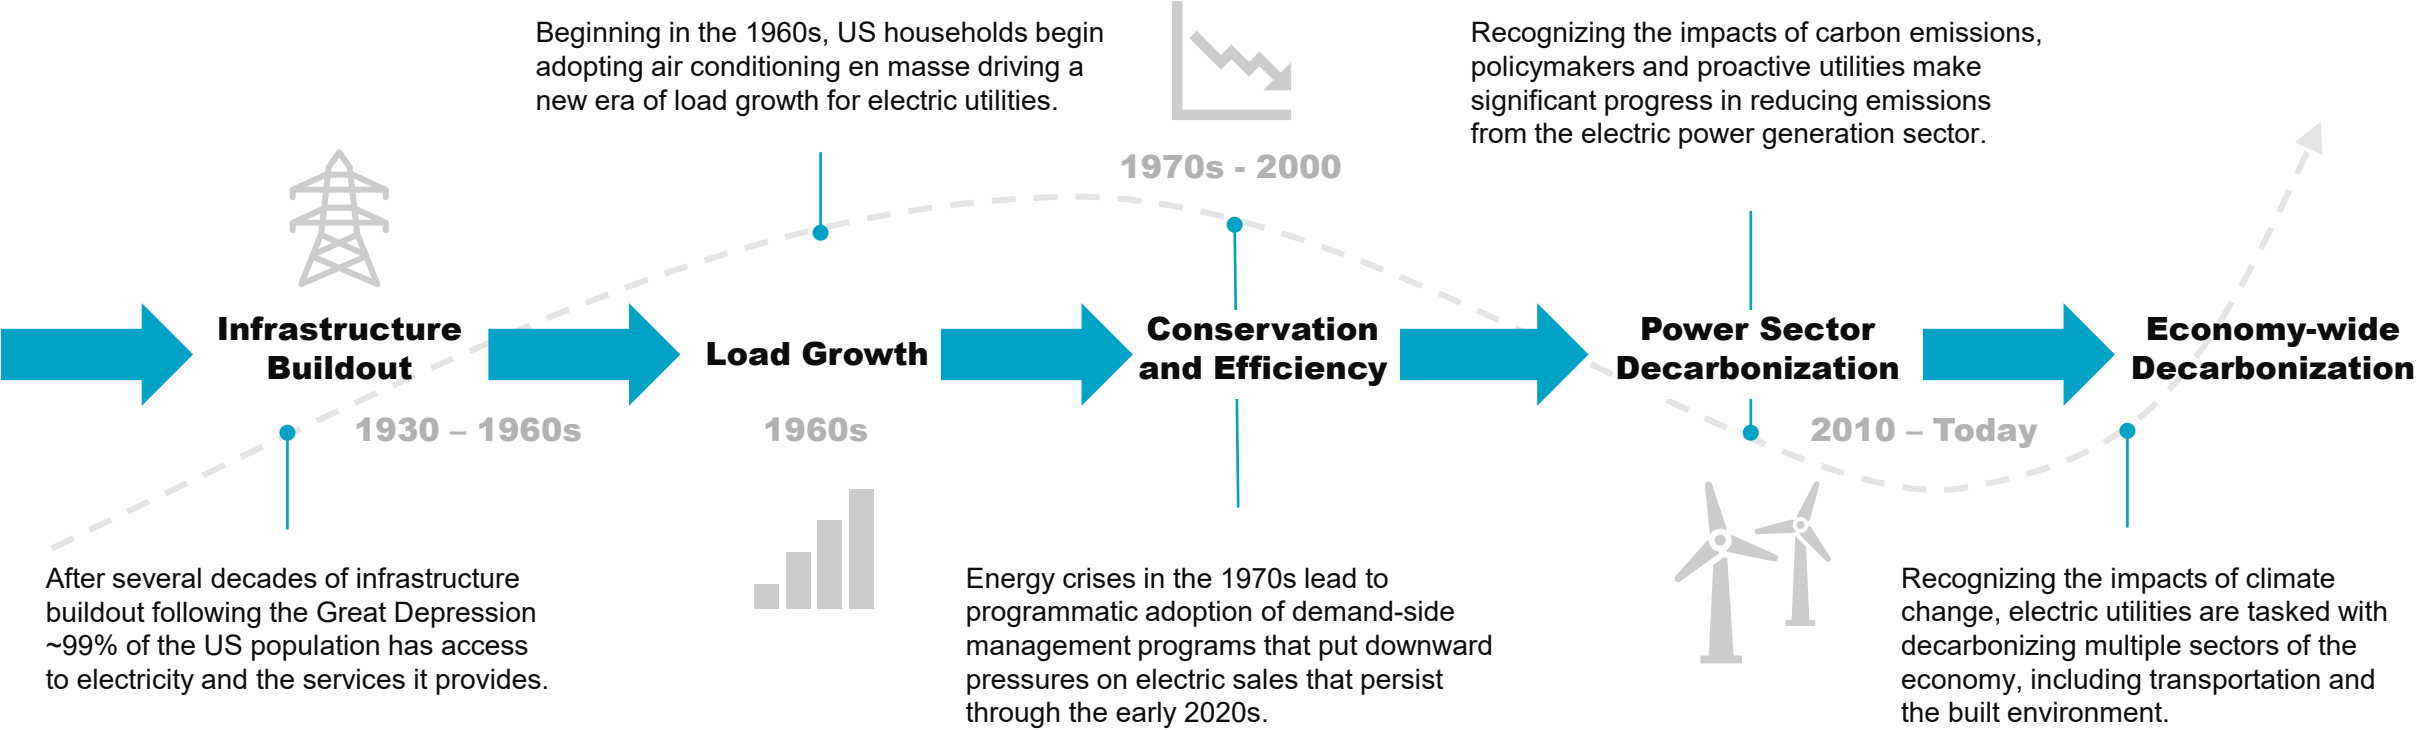 Beginning in the 1960s, US households begin
adopting air conditioning en masse driving a
new era of load growth for electric utilities.
1970s - 2000
Recognizing the impacts of carbon emissions,
policymakers and proactive utilities make
significant progress in reducing emissions
from the electric power generation sector.
Infrastructure
Buildout
1930 – 1960s
Load Growth
1960s
Conservation
and Efficiency
Power Sector
Decarbonization
2010 – Today
Economy-wide
Decarbonization
After several decades of infrastructure
buildout following the Great Depression
~99% of the US population has access
to electricity and the services it provides.
Energy crises in the 1970s lead to
programmatic adoption of demand-side
management programs that put downward
pressures on electric sales that persist
through the early 2020s.
Recognizing the impacts of climate
change, electric utilities are tasked with
decarbonizing multiple sectors of the
economy, including transportation and
the built environment.